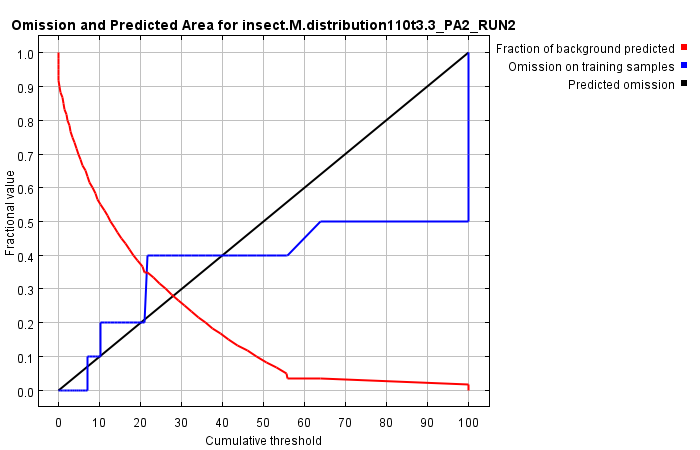 Omission and Predicted Area for insect.M.distribution110t3.3_PA2_RUN2
Fraction of background predicted
Omission on training samples
Predicted omission
Fractional value
1.0
0.9
0.8
0.7
0.6
0.5
0.4
0.3
0.2
0.1
0.0
0 10 20 30 40 50 60 70 80 90 100
Cumulative threshold